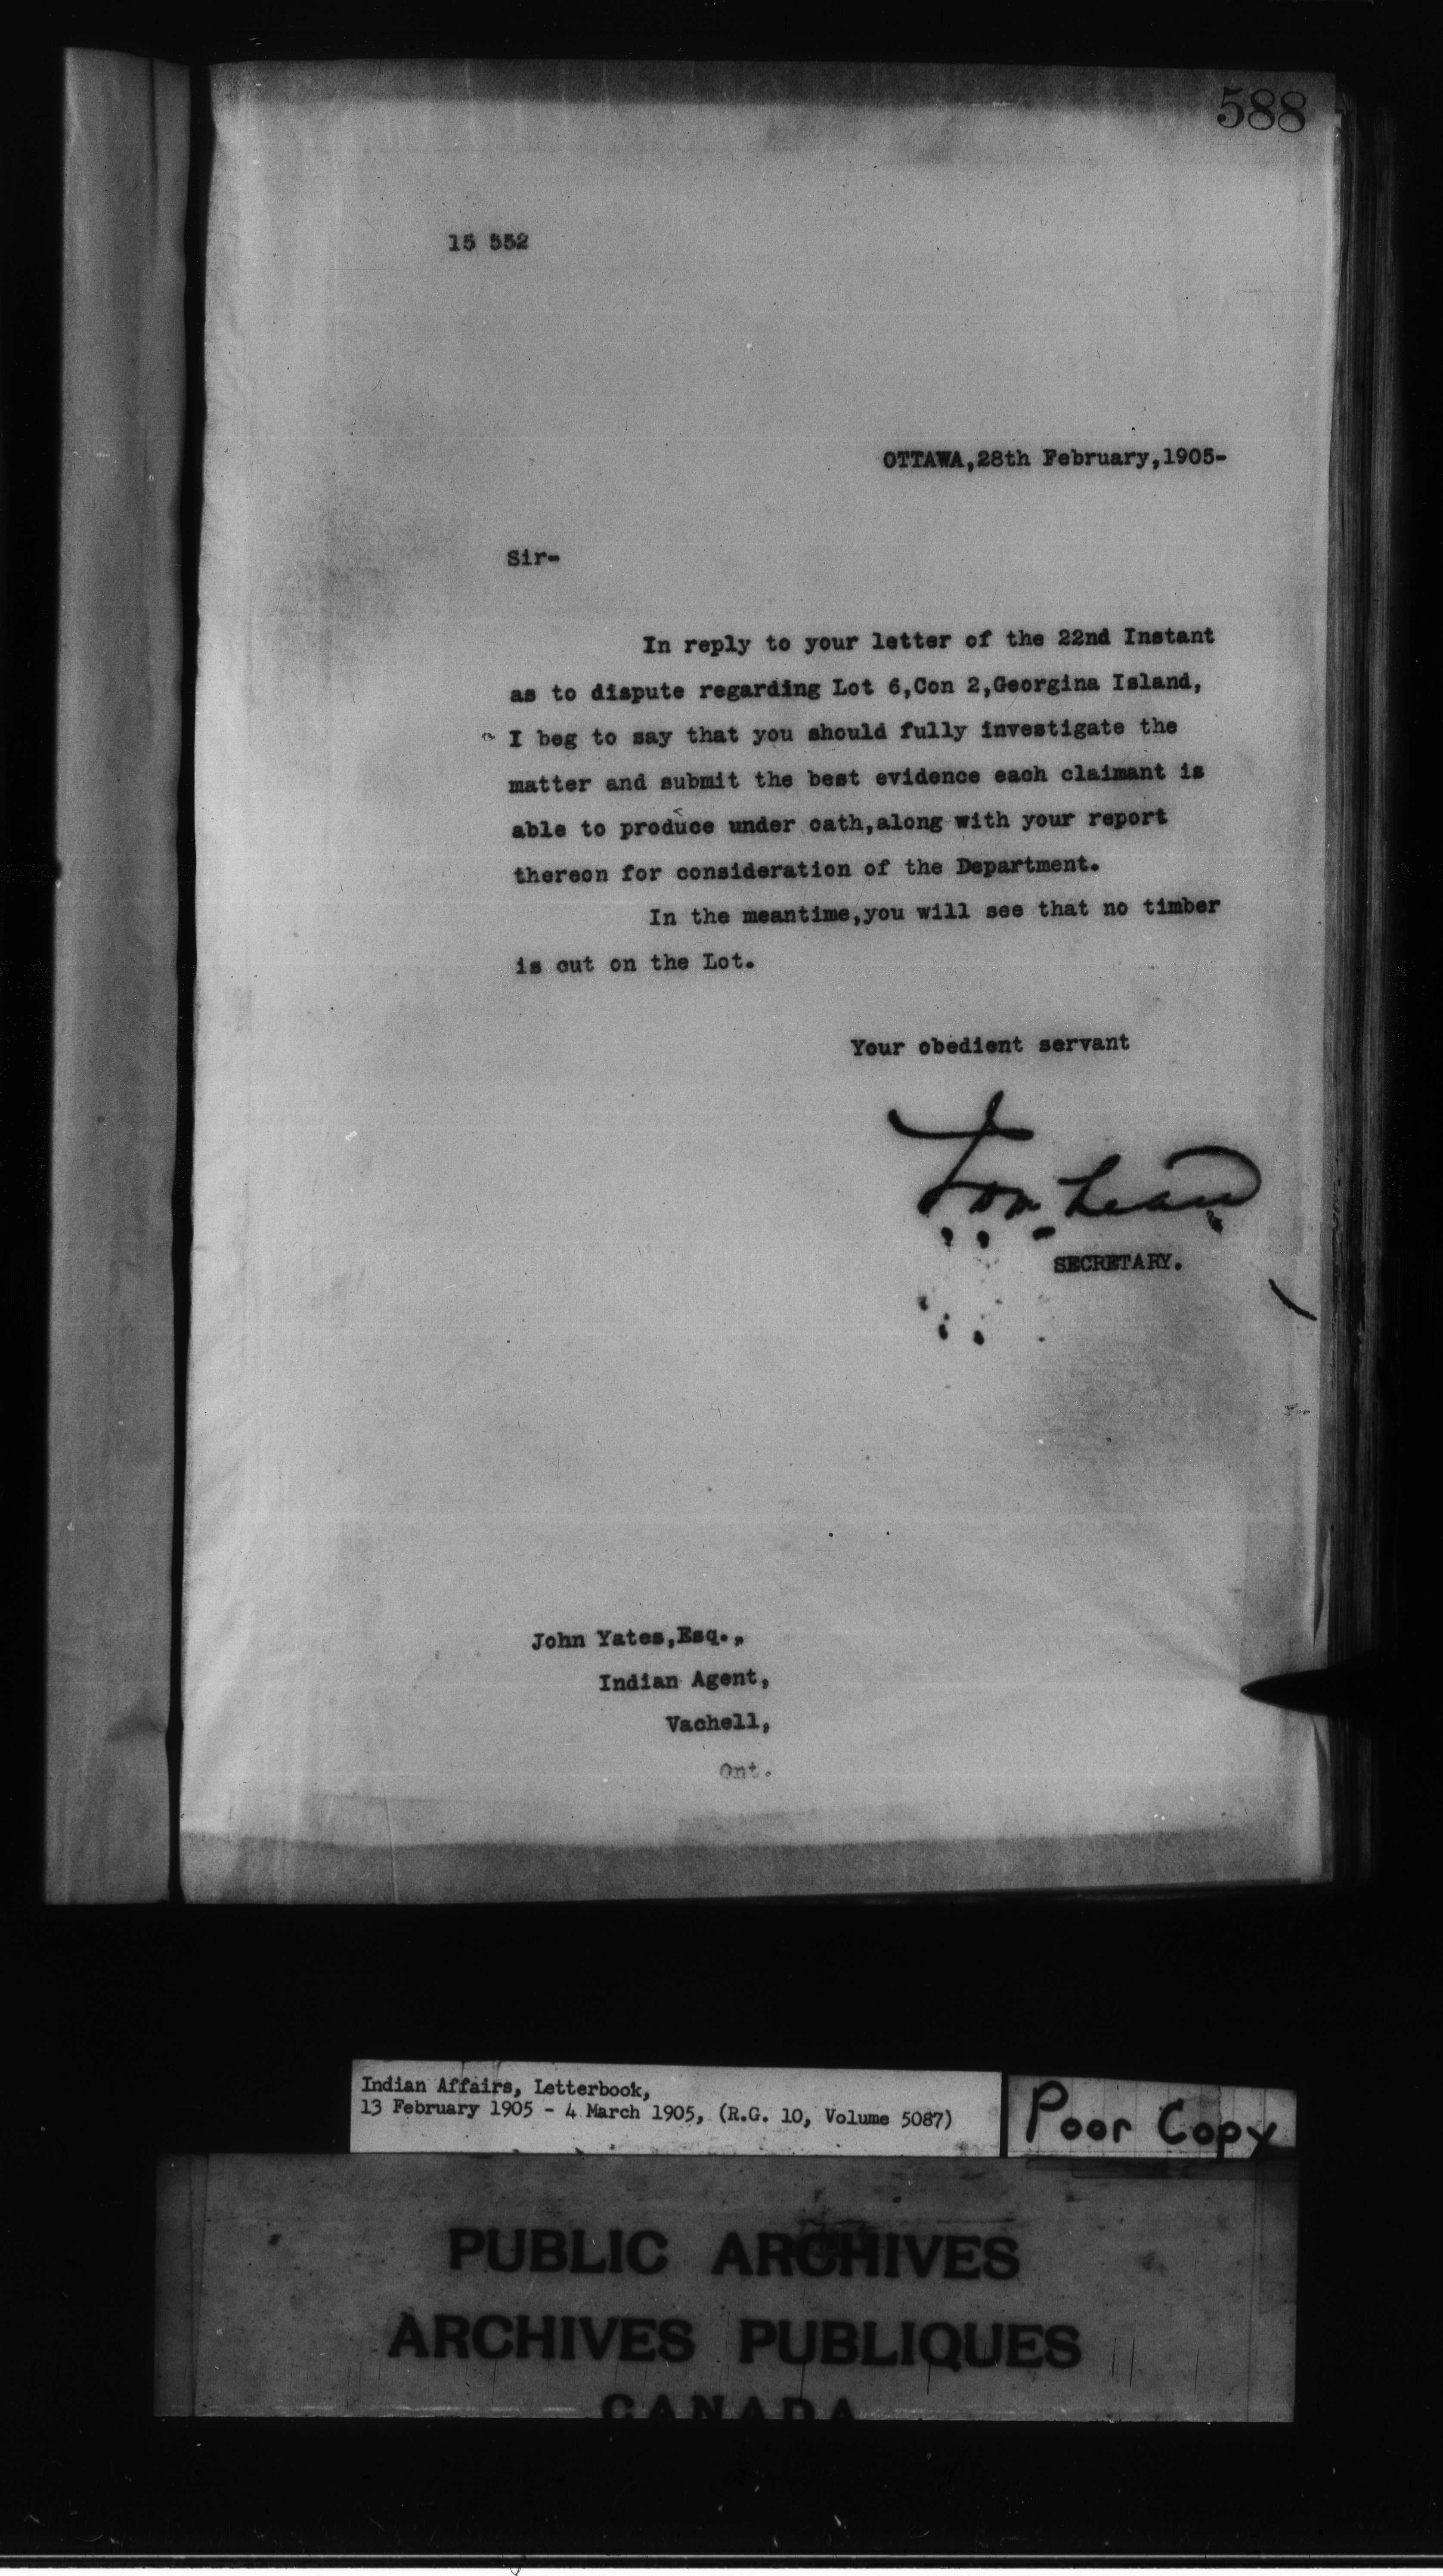 588
15 552
OTTAWA,28th February,1905-
Sir-
In reply to your letter of the 22nd Instant
as to dispute regarding Lot 6,Con 2,Georgina Island,
I beg to say that you should fully investigate the
matter and submit the best evidence each claimant is
able to produce under oath,along with your report
thereon for consideration of the Department.
In the meantime,you will see that no timber
is cut on the Lot.
Your obedient servant
SECRETARY.
John Yates,Esq.,
Indian Agent,
Vachell,
Ont.
Indian Affairs, Letterbook,
13 February 1905 - 4 March 1905, (R.G. 10, Volume 5087)
Poor Copy
PUBLIC ARCHIVES
ARCHIVES PUBLIQUES
CANADA